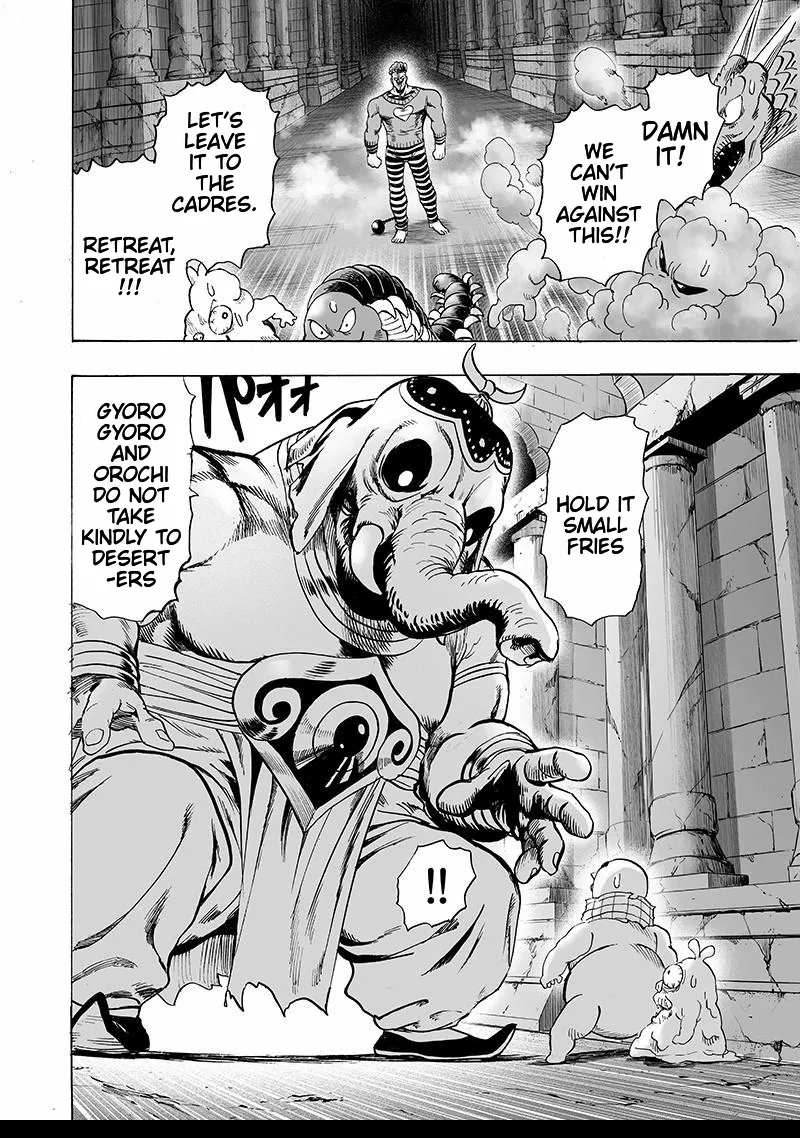 DAMN
IT!
WE
CAN'T
WIN
AGAINST
THIS!!
LET'S
LEAVE
IT TO
THE
CADRES.
RETREAT,
RETREAT
!!!
HOLD IT
SMALL
FRIES
パオオ
GYORO
GYORO
AND
OROCHI
DO NOT
TAKE
KINDLY TO
DESERT
-ERS
!!